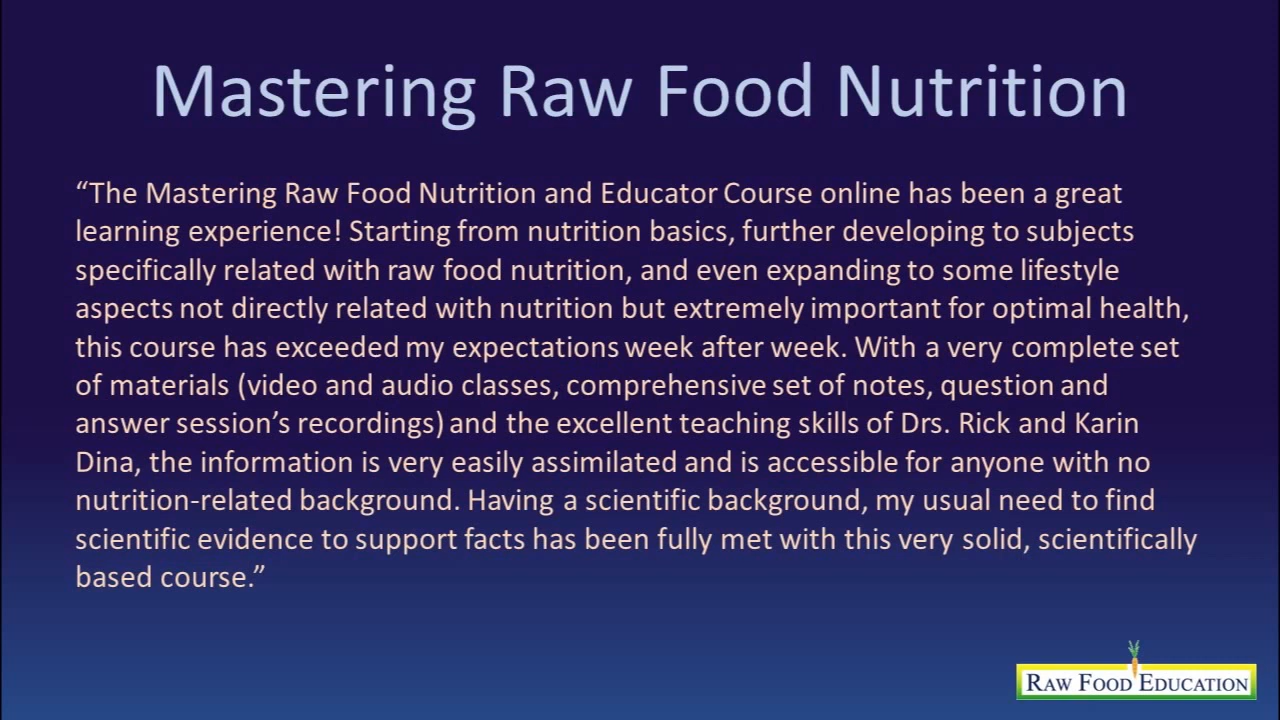 Mastering Raw Food Nutrition
“The Mastering Raw Food Nutrition and Educator Course online has been a great
learning experience! Starting from nutrition basics, further developing to subjects
specifically related with raw food nutrition, and even expanding to some lifestyle
aspects not directly related with nutrition but extremely important for optimal health,
this course has exceeded my expectations week after week. With a very complete set
of materials (video and audio classes, comprehensive set of notes, question and
answer session’s recordings) and the excellent teaching skills of Drs. Rick and Karin
Dina, the information is very easily assimilated and is accessible for anyone with no
nutrition-related background. Having a scientific background, my usual need to find
scientific evidence to support facts has been fully met with this very solid, scientifically
based course.”
RAW FOOD EDUCATION